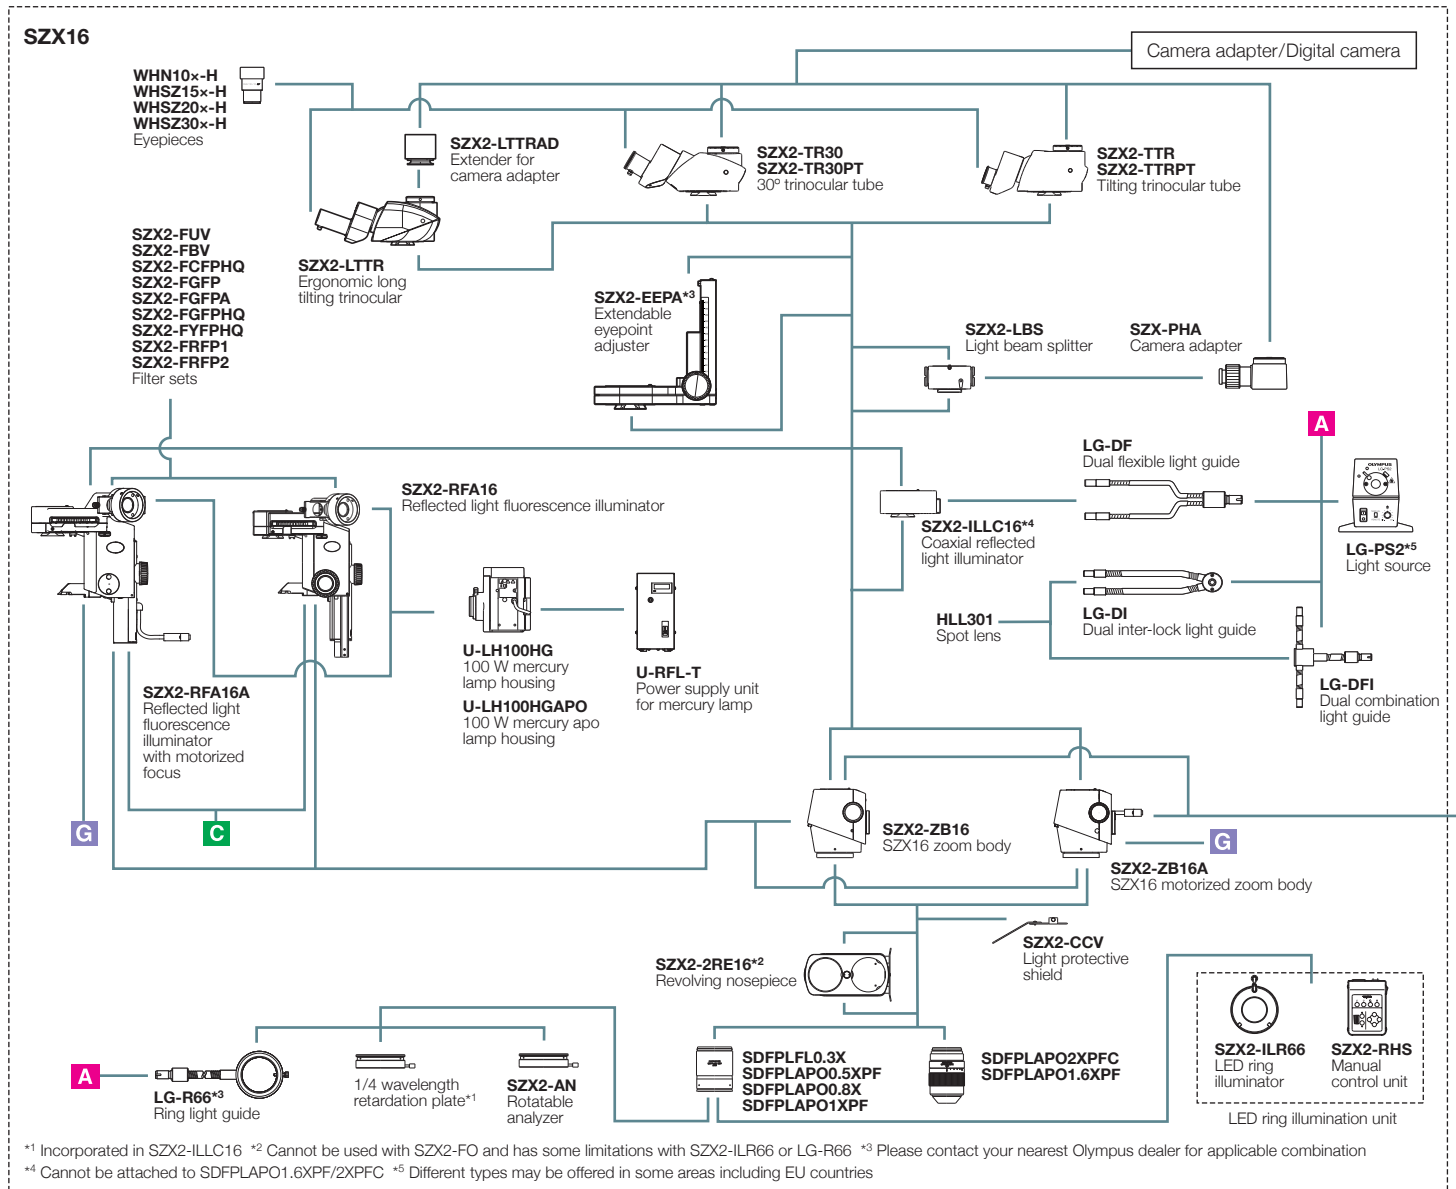 SZX16
Camera adapter/Digital camera
WHN10×-H
WHSZ15×-H
WHSZ20×-H
WHSZ30×-H
Eyepieces
SZX2-LTTRAD
Extender for
camera adapter
SZX2-TR30
SZX2-TR30PT
30º trinocular tube
SZX2-TTR
SZX2-TTRPT
Tilting trinocular tube
SZX2-FUV
SZX2-FBV
SZX2-FCFPHQ
SZX2-FGFP
SZX2-FGFPA
SZX2-FGFPHQ
SZX2-FYFPHQ
SZX2-FRFP1
SZX2-FRFP2
Filter sets
SZX2-LTTR
Ergonomic long
tilting trinocular
SZX2-EEPA*3
Extendable
eyepoint
adjuster
SZX2-LBS
Light beam splitter
SZX-PHA
Camera adapter
A
LG-DF
Dual flexible light guide
OLYMPUS
LG-PS2*5
Light source
SZX2-RFA16
Reflected light fluorescence illuminator
SZX2-ILLC16*4
Coaxial reflected
light illuminator
HLL301
Spot lens
LG-DI
Dual inter-lock light guide
LG-DFI
Dual combination
light guide
U-LH100HG
100 W mercury
lamp housing
U-LH100HGAPO
100 W mercury apo
lamp housing
U-RFL-T
Power supply unit
for mercury lamp
SZX2-RFA16A
Reflected light
fluorescence
illuminator
with motorized
focus
G
C
SZX2-ZB16
SZX16 zoom body
G
SZX2-ZB16A
SZX16 motorized zoom body
SZX2-2RE16*2
Revolving nosepiece
SZX2-CCV
Light protective
shield
SZX2-ILR66
LED ring
illuminator
SZX2-RHS
Manual
control unit
LED ring illumination unit
A
LG-R66*3
Ring light guide
1/4 wavelength
retardation plate*1
SZX2-AN
Rotatable
analyzer
SDFPLFL0.3X
SDFPLAPO0.5XPF
SDFPLAPO0.8X
SDFPLAPO1XPF
SDFPLAPO2XPFC
SDFPLAPO1.6XPF
*1 Incorporated in SZX2-ILLC16 *2 Cannot be used with SZX2-FO and has some limitations with SZX2-ILR66 or LG-R66 *3 Please contact your nearest Olympus dealer for applicable combination
*4 Cannot be attached to SDFPLAPO1.6XPF/2XPFC *5 Different types may be offered in some areas including EU countries